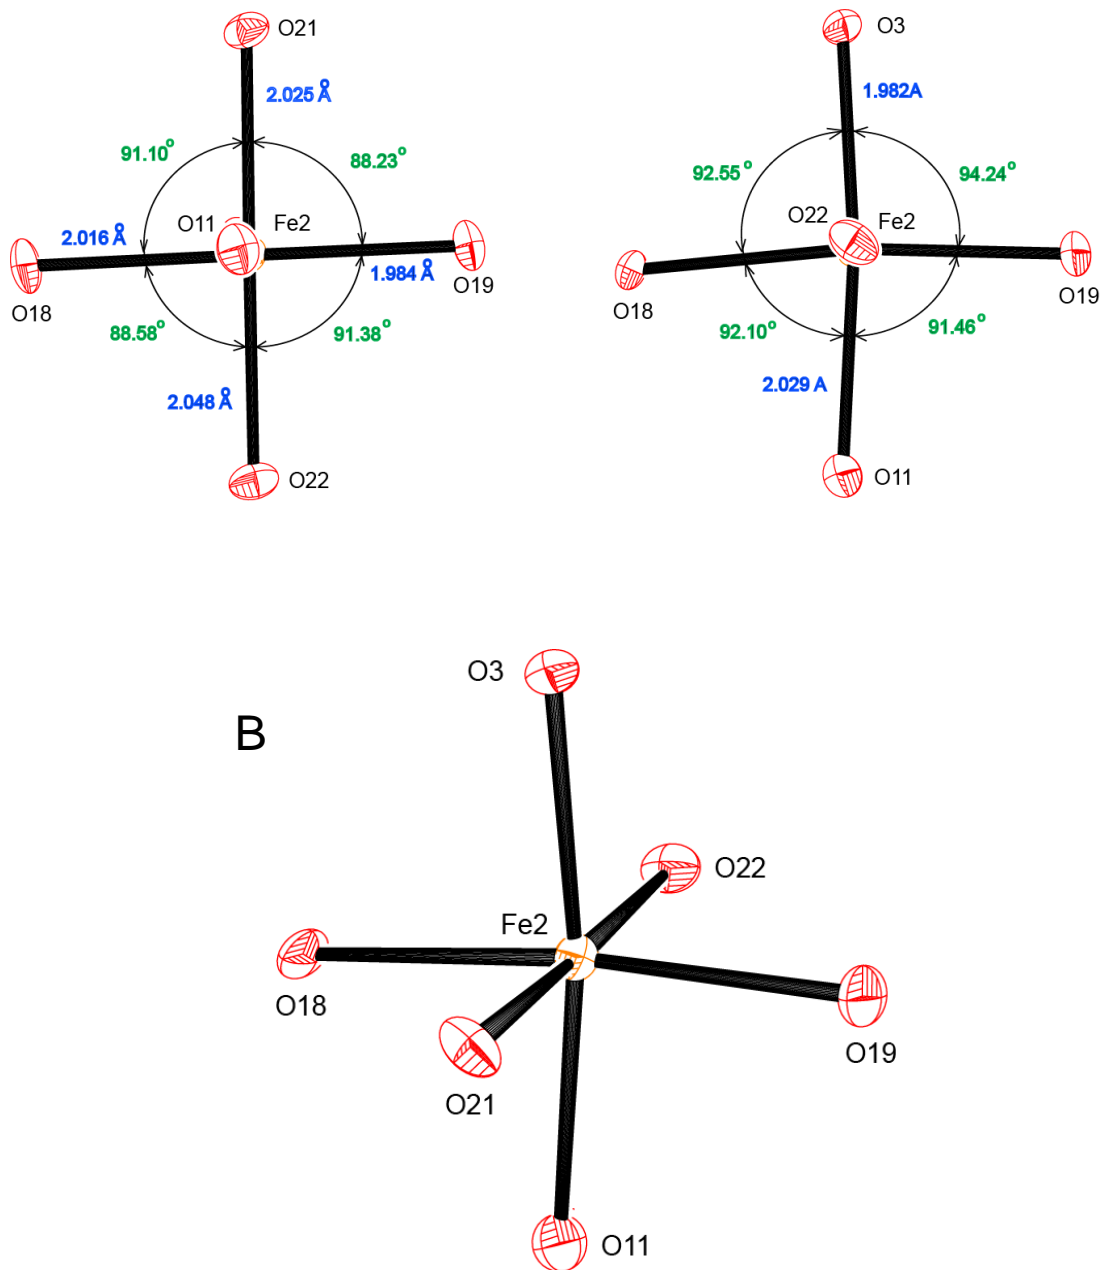 O21
2.025 Å
91.10°
88.23°
O11
Fe2
2.016 Å
1.984 Å
O18
O19
88.58°
91.38°
2.048 Å
O22
O3
1.982A
92.55°
94.24°
O22
Fe2
O18
O19
92.10°
91.46°
2.029 A
O11
B
O3
O22
Fe2
O18
O19
O21
O11